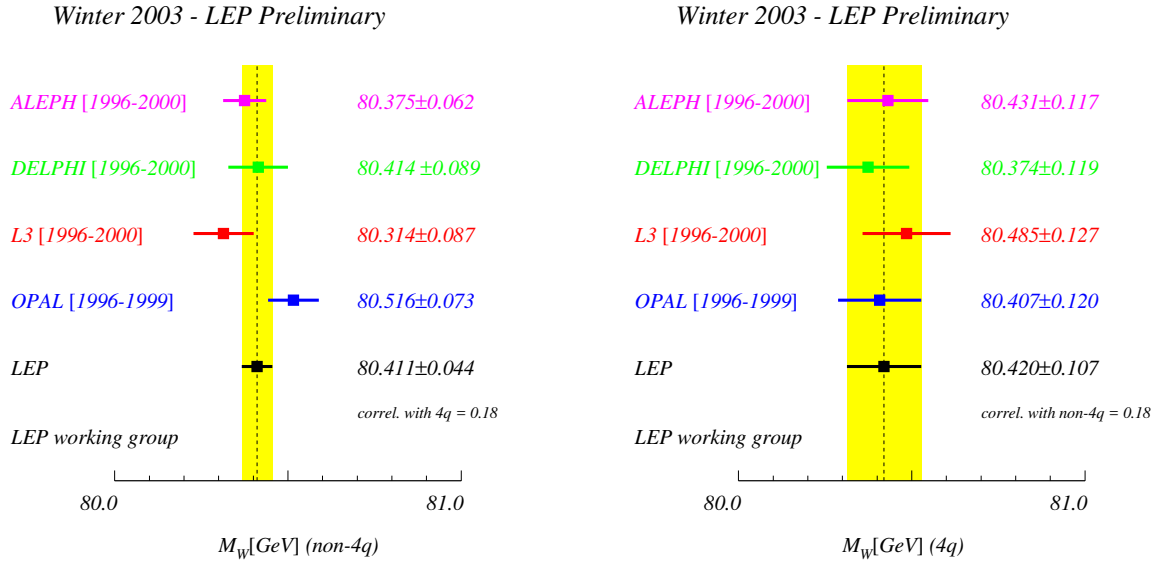 Winter 2003 - LEP Preliminary
ALEPH [1996-2000] 80.375±0.062
DELPHI [1996-2000] 80.414 ±0.089
L3 [1996-2000] 80.314±0.087
OPAL [1996-1999] 80.516±0.073
LEP 80.411±0.044
correl. with 4q = 0.18
LEP working group
80.0 81.0
M_W[GeV] (non-4q)
Winter 2003 - LEP Preliminary
ALEPH [1996-2000] 80.431±0.117
DELPHI [1996-2000] 80.374±0.119
L3 [1996-2000] 80.485±0.127
OPAL [1996-1999] 80.407±0.120
LEP 80.420±0.107
correl. with non-4q = 0.18
LEP working group
80.0 81.0
M_W[GeV] (4q)